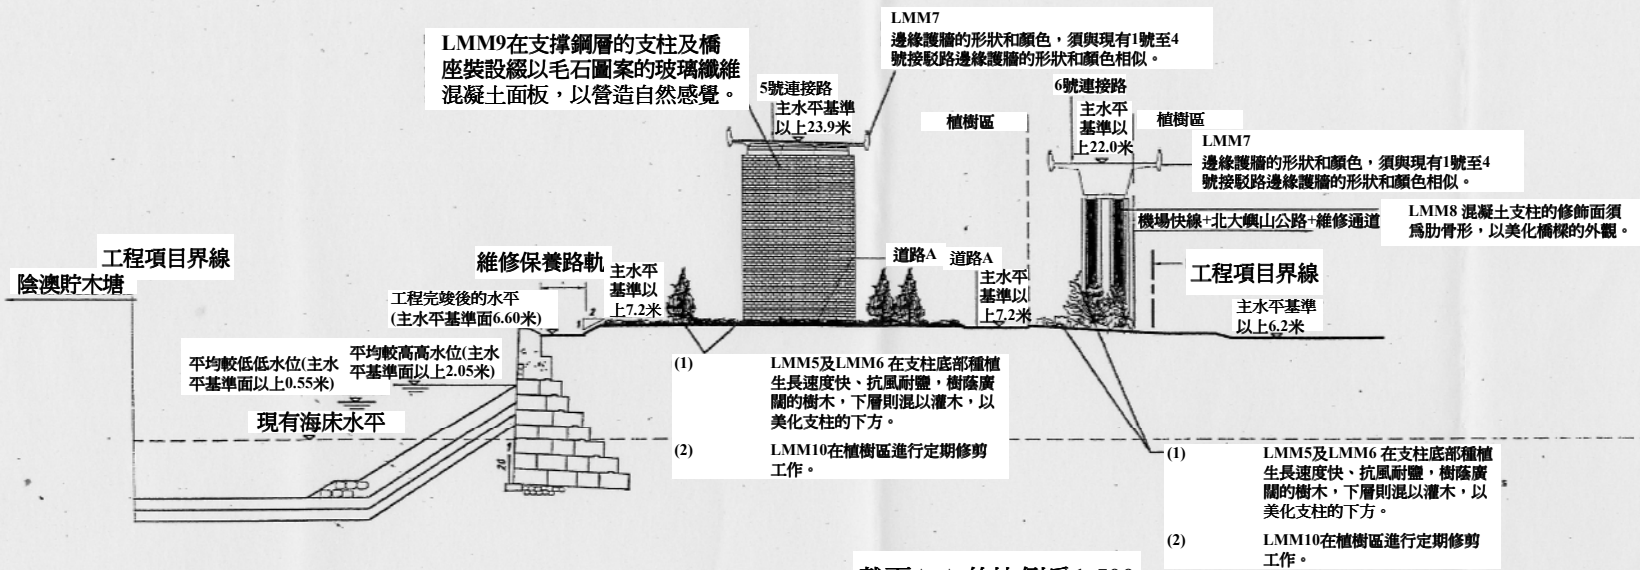 LMM7
邊緣護牆的形狀和顏色，須與現有1號至4
號接駁路邊緣護牆的形狀和顏色相似。
LMM9在支撐鋼層的支柱及橋
座裝設綴以毛石圖案的玻璃纖維
混凝土面板，以營造自然感覺。
5號連接路
主水平基準
以上23.9米
植樹區
6號連接路
主水平
基準以
上22.0米
植樹區
LMM7
邊緣護牆的形狀和顏色，須與現有1號至4
號接駁路邊緣護牆的形狀和顏色相似。
機場快線+北大嶼山公路+維修通道
LMM8 混凝土支柱的修飾面須
爲肋骨形，以美化橋樑的外觀。
工程項目界線
陰澳貯木塘
維修保養路軌
主水平
基準以
上7.2米
道路A
道路A
主水平
基準以
上7.2米
工程項目界線
主水平基準
以上6.2米
工程完竣後的水平
(主水平基準面6.60米)
1
2
平均較低低水位(主水
平基準面以上0.55米)
平均較高高水位(主水
平基準面以上2.05米)
現有海床水平
1
20
(1) LMM5及LMM6 在支柱底部種植
生長速度快、抗風耐鹽，樹蔭廣
闊的樹木，下層則混以灌木，以
美化支柱的下方。
(2) LMM10在植樹區進行定期修剪
工作。
(1) LMM5及LMM6 在支柱底部種植
生長速度快、抗風耐鹽，樹蔭廣
闊的樹木，下層則混以灌木，以
美化支柱的下方。
(2) LMM10在植樹區進行定期修剪
工作。